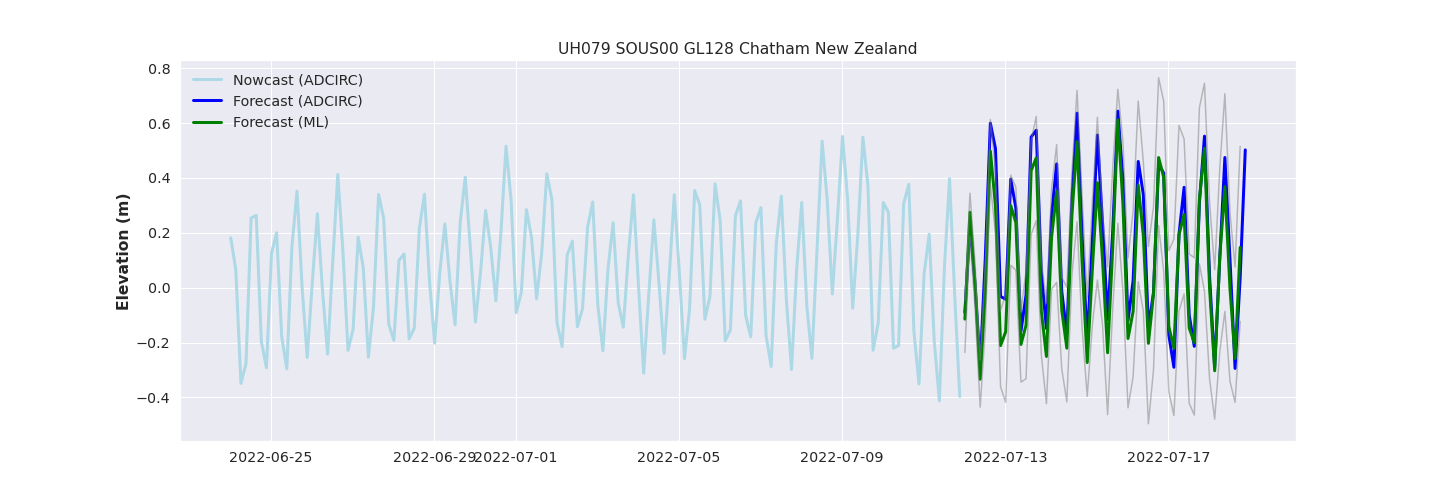 UH079 SOUS00 GL128 Chatham New Zealand
Nowcast (ADCIRC)
Forecast (ADCIRC)
Forecast (ML)
Elevation (m)
0.8
0.6
0.4
0.2
0.0
−0.2
−0.4
2022-06-25 2022-06-29 2022-07-01 2022-07-05 2022-07-09 2022-07-13 2022-07-17